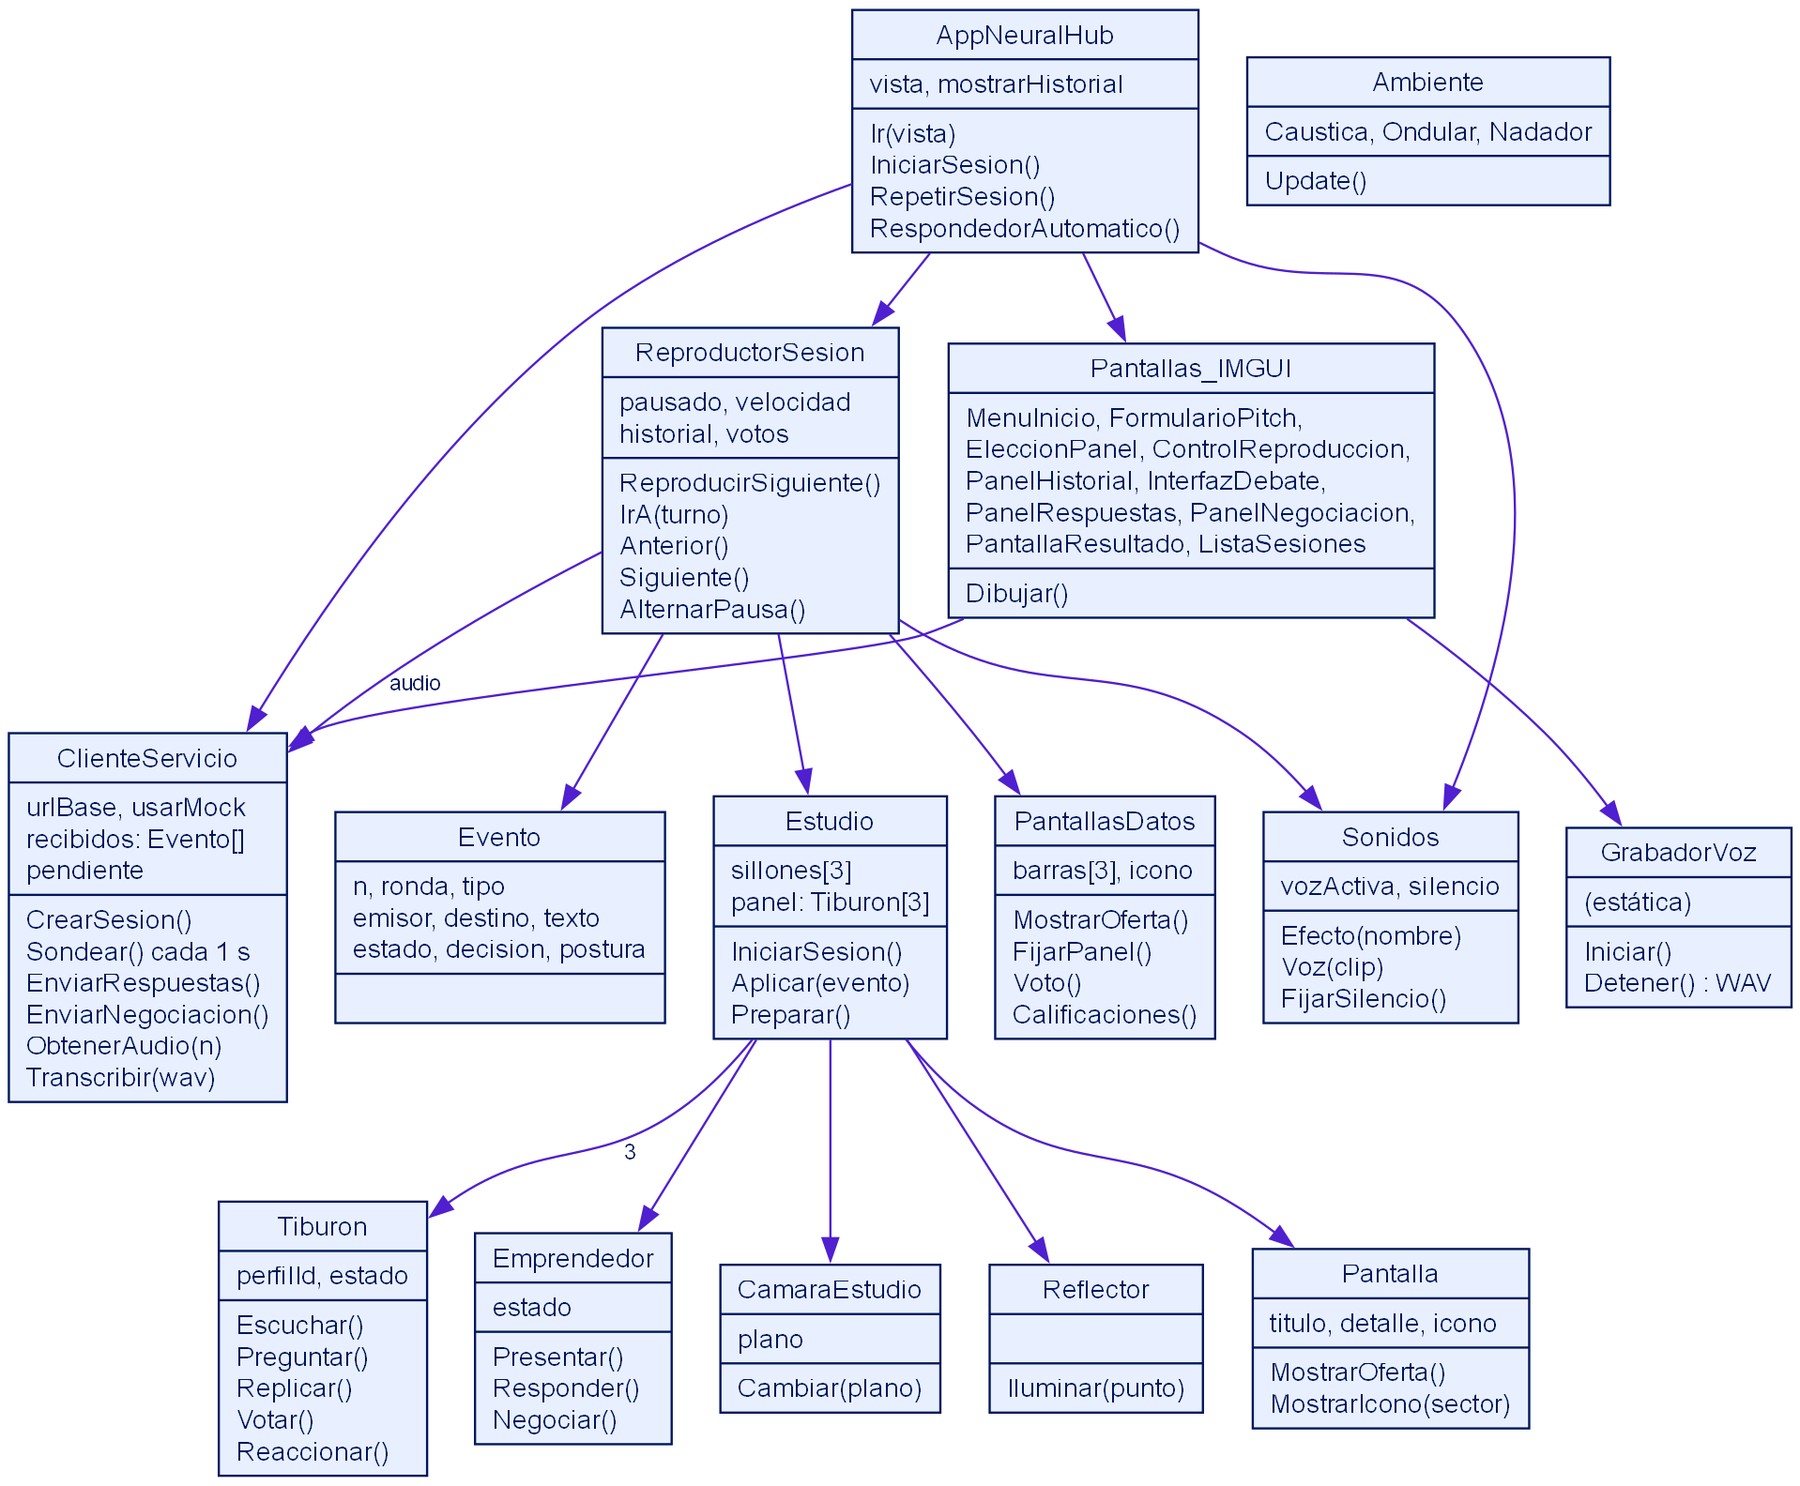 AppNeuralHub
vista, mostrarHistorial
Ir(vista)
IniciarSesion()
RepetirSesion()
RespondedorAutomatico()
Ambiente
Caustica, Ondular, Nadador
Update()
ReproductorSesion
pausado, velocidad
historial, votos
ReproducirSiguiente()
IrA(turno)
Anterior()
Siguiente()
AlternarPausa()
Pantallas_IMGUI
MenuInicio, FormularioPitch,
EleccionPanel, ControlReproduccion,
PanelHistorial, InterfazDebate,
PanelRespuestas, PanelNegociacion,
PantallaResultado, ListaSesiones
Dibujar()
audio
ClienteServicio
urlBase, usarMock
recibidos: Evento[]
pendiente
CrearSesion()
Sondear() cada 1 s
EnviarRespuestas()
EnviarNegociacion()
ObtenerAudio(n)
Transcribir(wav)
Evento
n, ronda, tipo
emisor, destino, texto
estado, decision, postura
Estudio
sillones[3]
panel: Tiburon[3]
IniciarSesion()
Aplicar(evento)
Preparar()
PantallasDatos
barras[3], icono
MostrarOferta()
FijarPanel()
Voto()
Calificaciones()
Sonidos
vozActiva, silencio
Efecto(nombre)
Voz(clip)
FijarSilencio()
GrabadorVoz
(estática)
Iniciar()
Detener() : WAV
3
Tiburon
perfilId, estado
Escuchar()
Preguntar()
Replicar()
Votar()
Reaccionar()
Emprendedor
estado
Presentar()
Responder()
Negociar()
CamaraEstudio
plano
Cambiar(plano)
Reflector
Iluminar(punto)
Pantalla
titulo, detalle, icono
MostrarOferta()
MostrarIcono(sector)